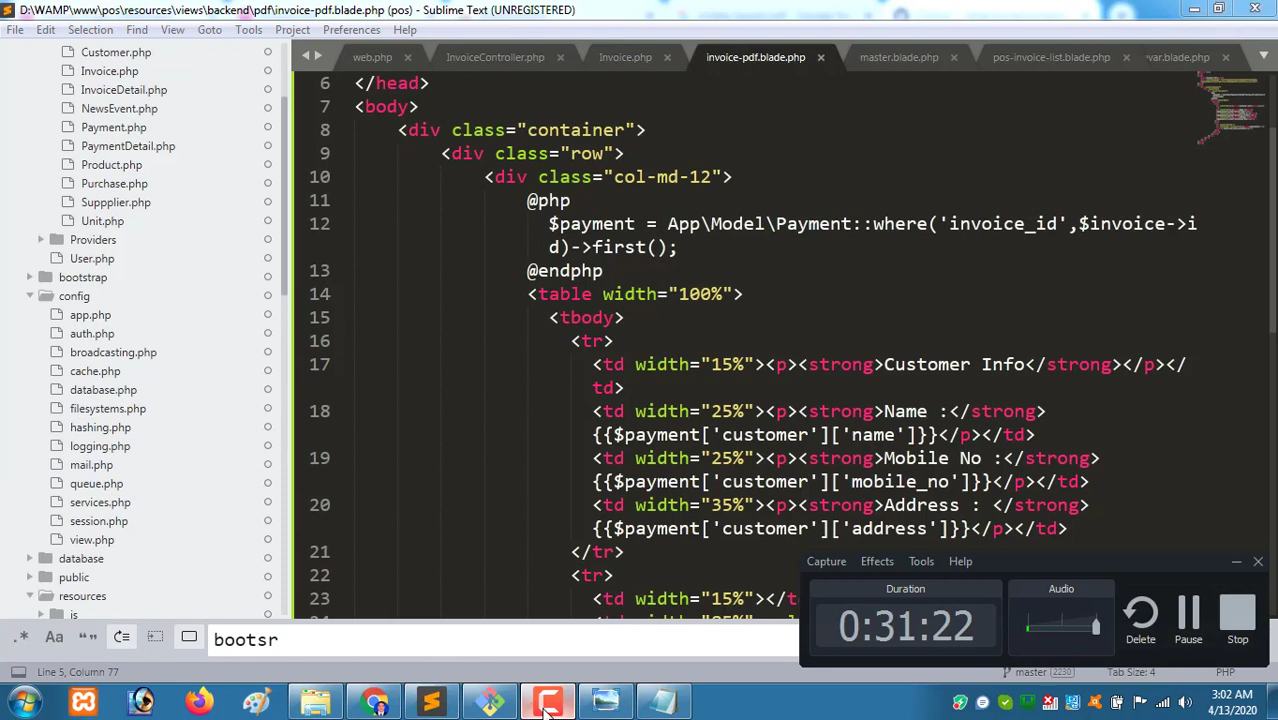 D:\WAMP\www\pos\resources\views\backend\pdf\invoice-pdf.blade.php (pos) - Sublime Text (UNREGISTERED)
File Edit Selection Find View Goto Tools Project Preferences Help
Customer.php
Invoice.php
InvoiceDetail.php
NewsEvent.php
Payment.php
PaymentDetail.php
Product.php
Purchase.php
Suppplier.php
Unit.php
Providers
User.php
bootstrap
config
app.php
auth.php
broadcasting.php
cache.php
database.php
filesystems.php
hashing.php
logging.php
mail.php
queue.php
services.php
session.php
view.php
database
public
resources
js
web.php InvoiceController.php Invoice.php invoice-pdf.blade.php master.blade.php pos-invoice-list.blade.php var.blade.php
6 </head>
7 <body>
8 <div class="container">
9 <div class="row">
10 <div class="col-md-12">
11 @php
12 $payment = App\Model\Payment::where('invoice_id',$invoice->i
d)->first();
13 @endphp
14 <table width="100%">
15 <tbody>
16 <tr>
17 <td width="15%"><p><strong>Customer Info</strong></p></
td>
18 <td width="25%"><p><strong>Name :</strong>
{{$payment['customer']['name']}}</p></td>
19 <td width="25%"><p><strong>Mobile No :</strong>
{{$payment['customer']['mobile_no']}}</p></td>
20 <td width="35%"><p><strong>Address : </strong>
{{$payment['customer']['address']}}</p></td>
21 </tr>
22 <tr>
23 <td width="15%"></t
Capture Effects Tools Help
Duration Audio
0:31:22
Delete Pause Stop
.* Aa “”
bootsr
Line 5, Column 77
master 2230 Tab Size: 4 PHP
3:02 AM
4/13/2020